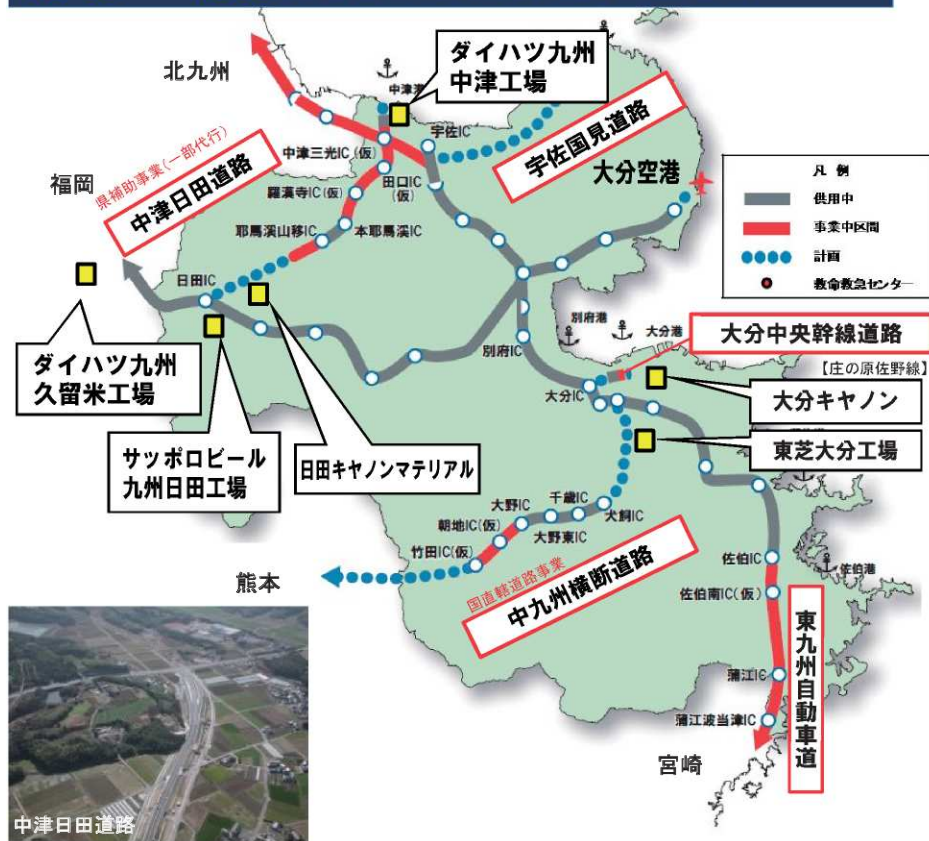 北九州
ダイハツ九州
中津工場
中津港
宇佐IC
宇佐国見道路
大分空港
中津三光IC(仮)
田口IC
(仮)
福岡
県補助事業(一部代行)
中津日田道路
羅漢寺IC(仮)
耶馬溪山移IC
本耶馬溪IC
凡 例
供用中
事業中区間
計画
救命救急センター
日田IC
ダイハツ九州
久留米工場
サッポロビール
九州日田工場
日田キヤノンマテリアル
別府港
大分港
別府IC
大分中央幹線道路
【庄の原佐野線】
大分IC
大分キヤノン
東芝大分工場
大野IC
千歳IC
朝地IC(仮)
大野東IC
犬飼IC
竹田IC(仮)
熊本
国直轄道路事業
中九州横断道路
佐伯IC
佐伯港
佐伯南IC(仮)
東九州自動車道
蒲江IC
蒲江波当津IC
宮崎
中津日田道路